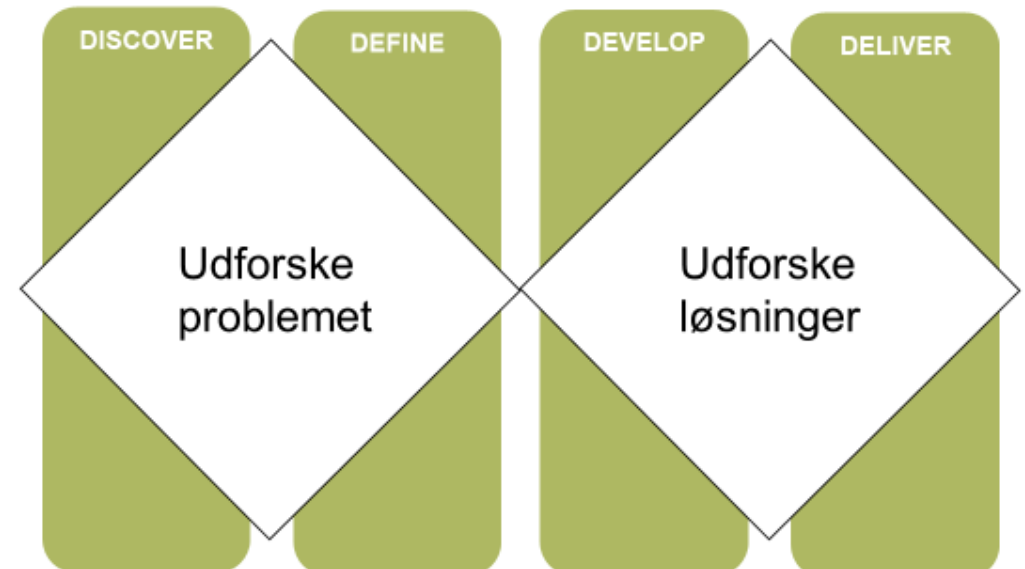 DISCOVER
DEFINE
DEVELOP
DELIVER
Udforske
problemet
Udforske
løsninger